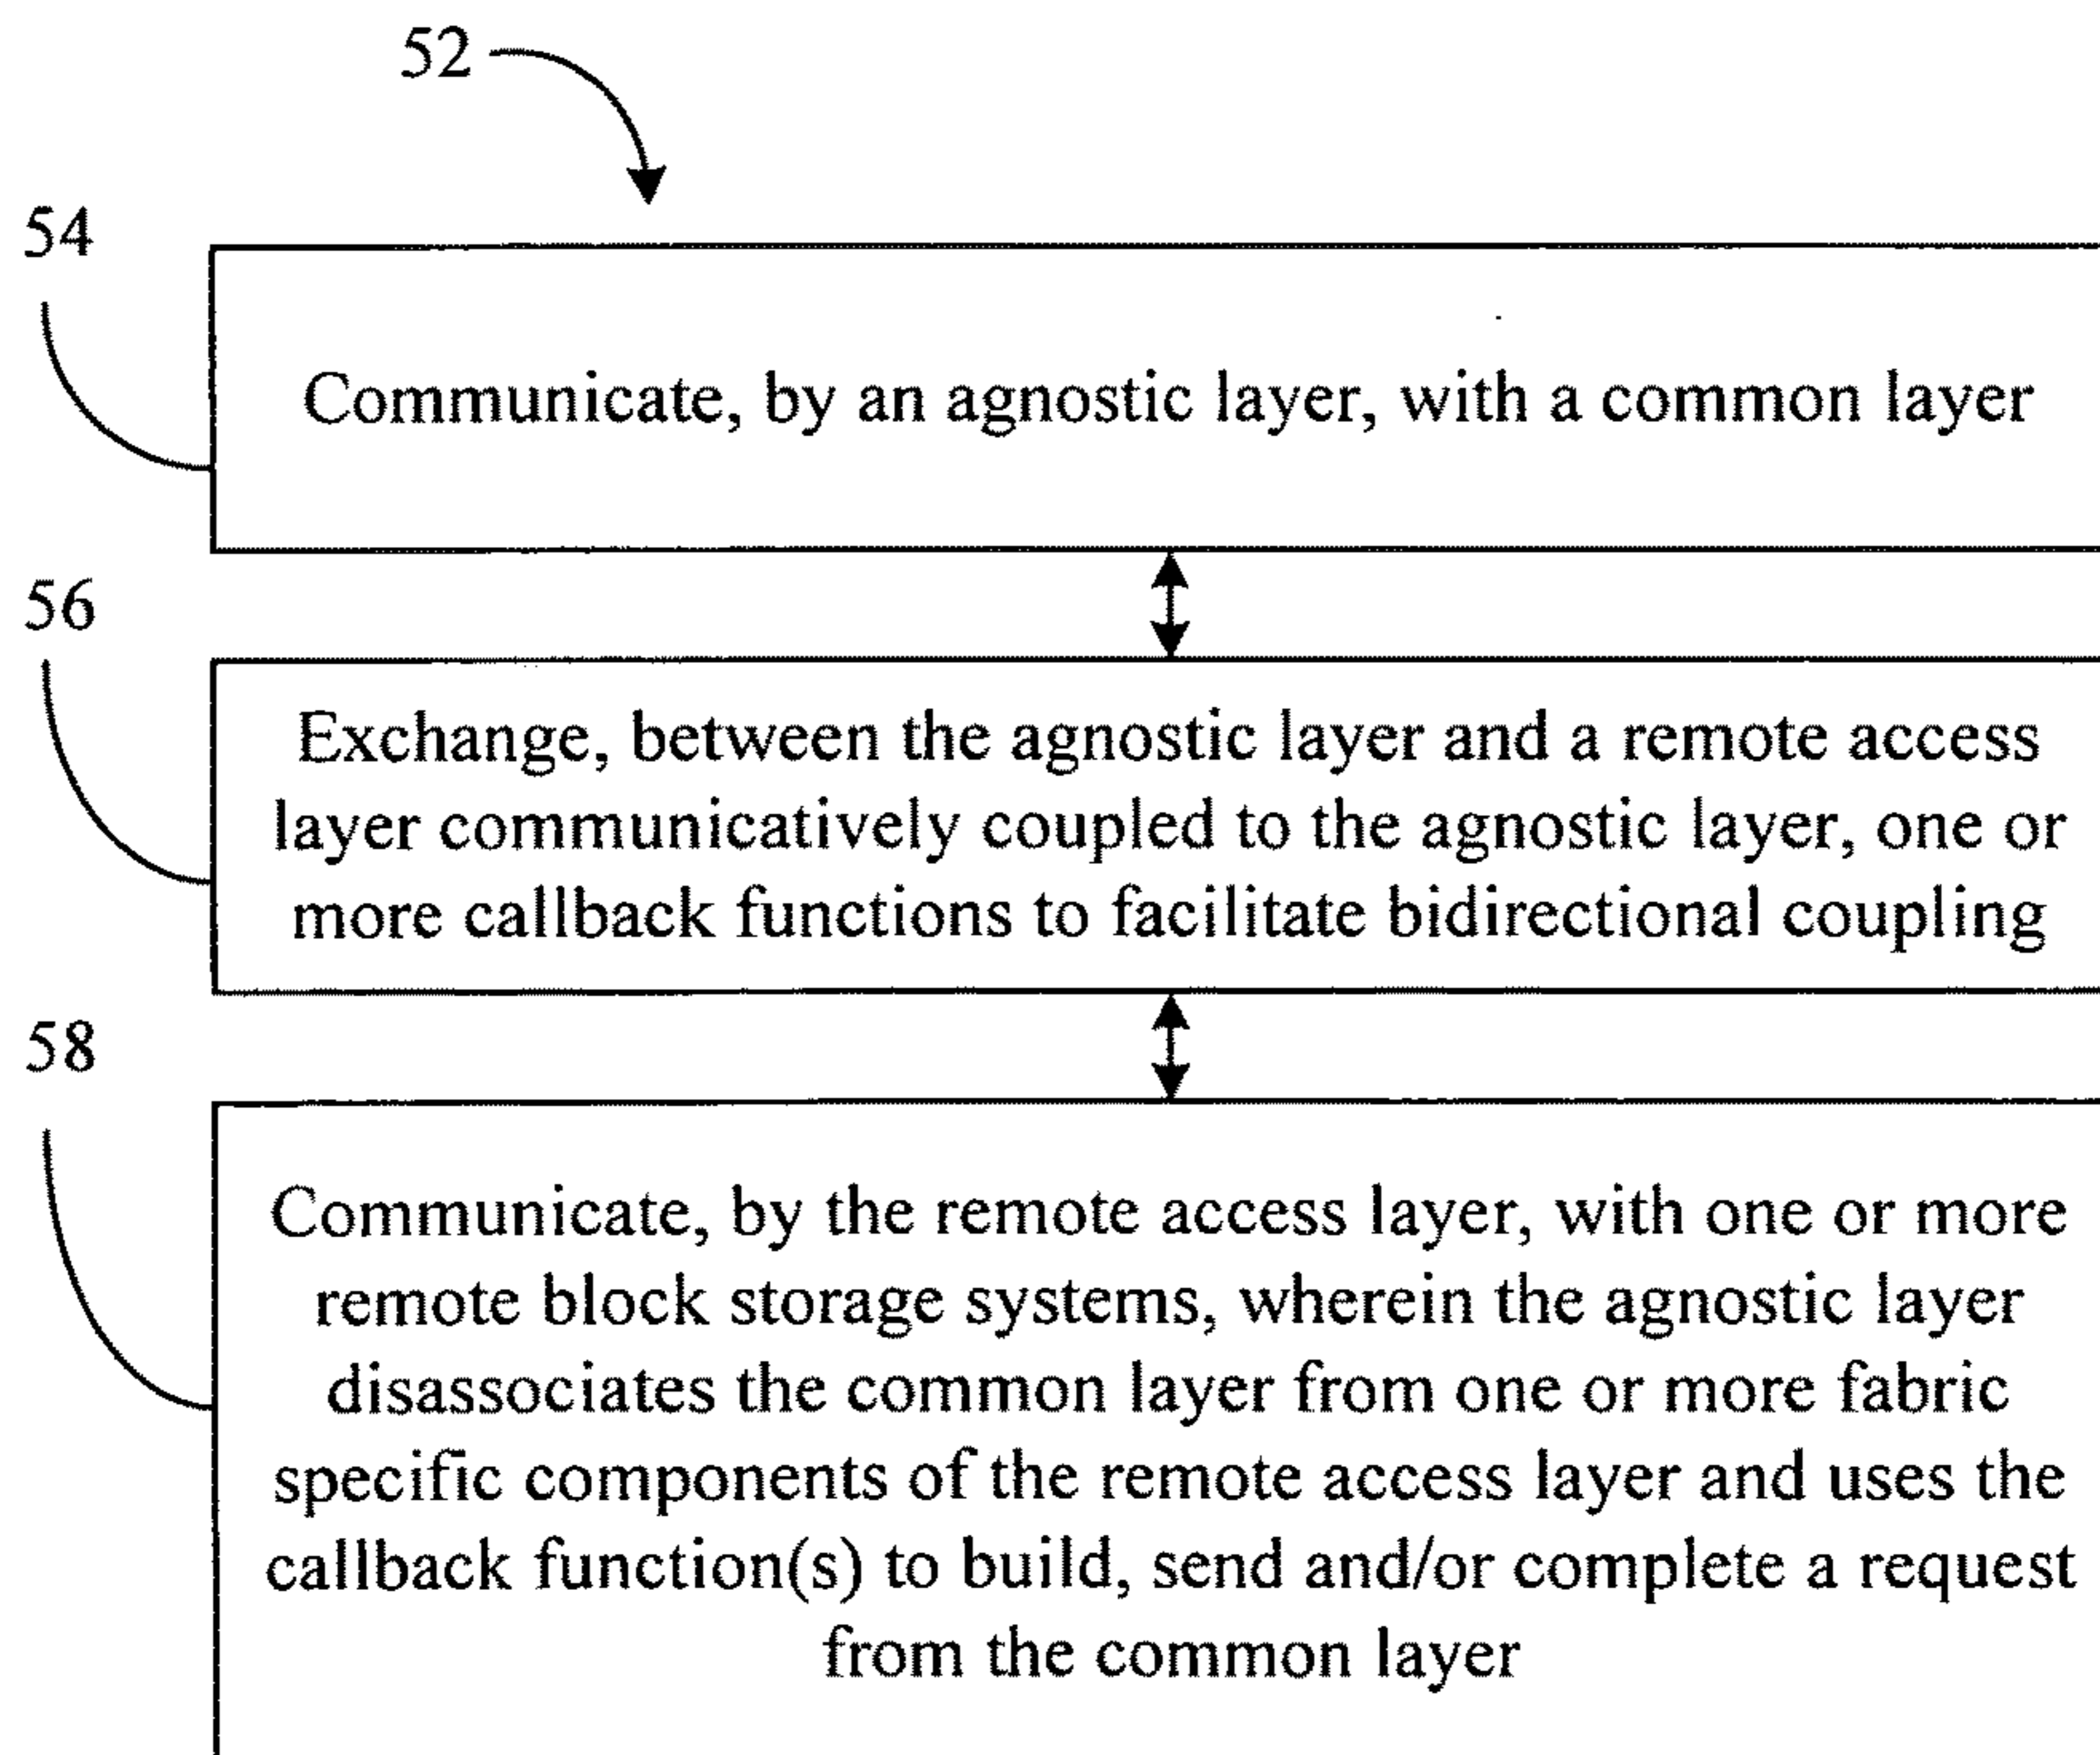 52
54
Communicate, by an agnostic layer, with a common layer
56
Exchange, between the agnostic layer and a remote access
layer communicatively coupled to the agnostic layer, one or
more callback functions to facilitate bidirectional coupling
58
Communicate, by the remote access layer, with one or more
remote block storage systems, wherein the agnostic layer
disassociates the common layer from one or more fabric
specific components of the remote access layer and uses the
callback function(s) to build, send and/or complete a request
from the common layer